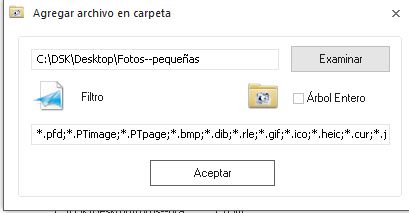 Agregar archivo en carpeta
C:\DSK\Desktop\Fotos--pequeñas
Examinar
Filtro
Árbol Entero
*.pfd;*.PTimage;*.PTpage;*.bmp;*.dib;*.rle;*.gif;*.ico;*.heic;*.cur;*.j
Aceptar